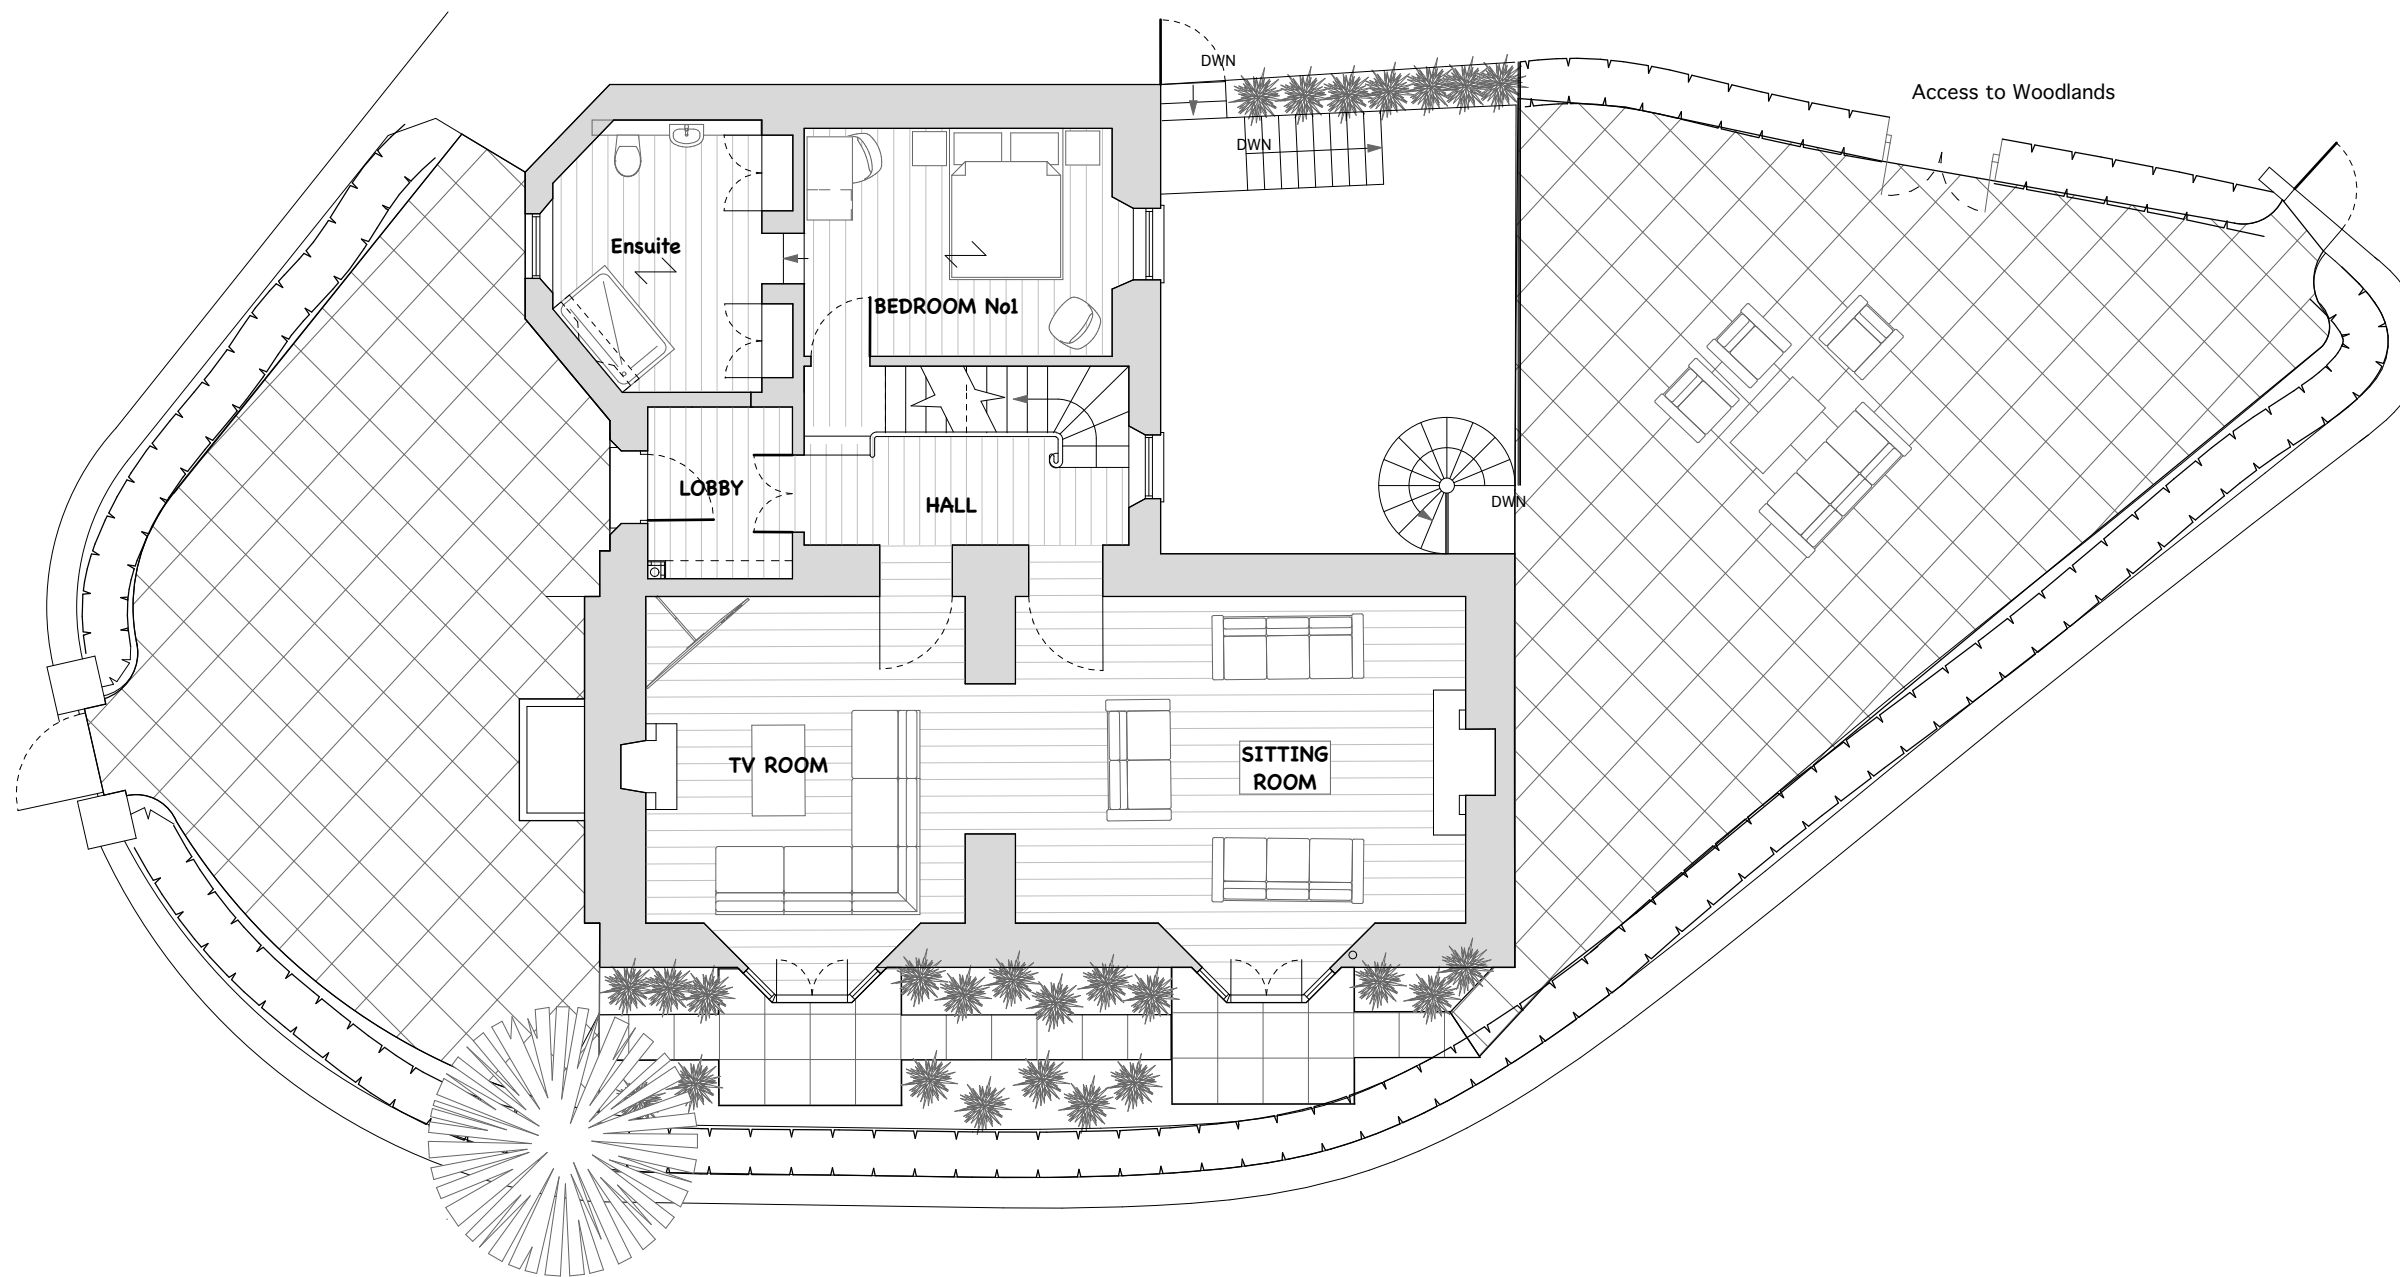 DWN
Access to Woodlands
DWN
Ensuite
BEDROOM No1
LOBBY
HALL
DWN
TV ROOM
SITTING
ROOM